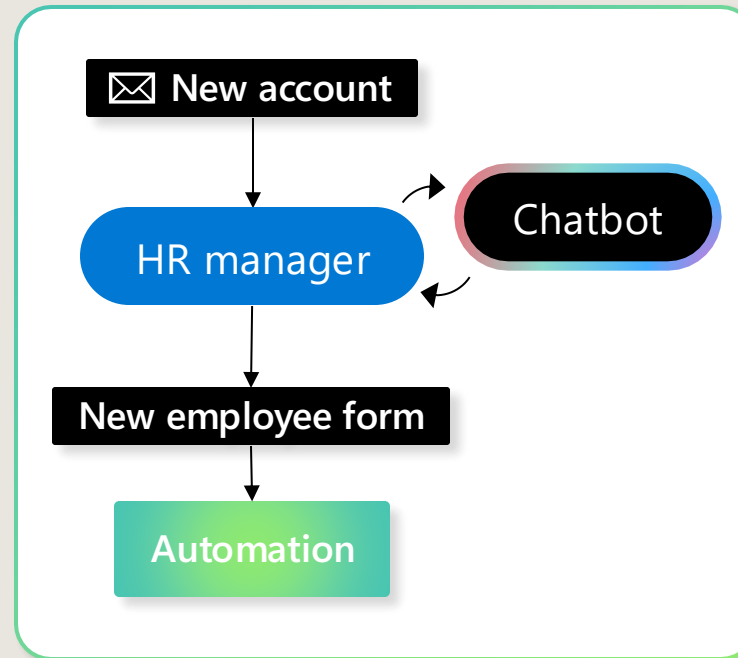 New account
HR manager
Chatbot
New employee form
Automation